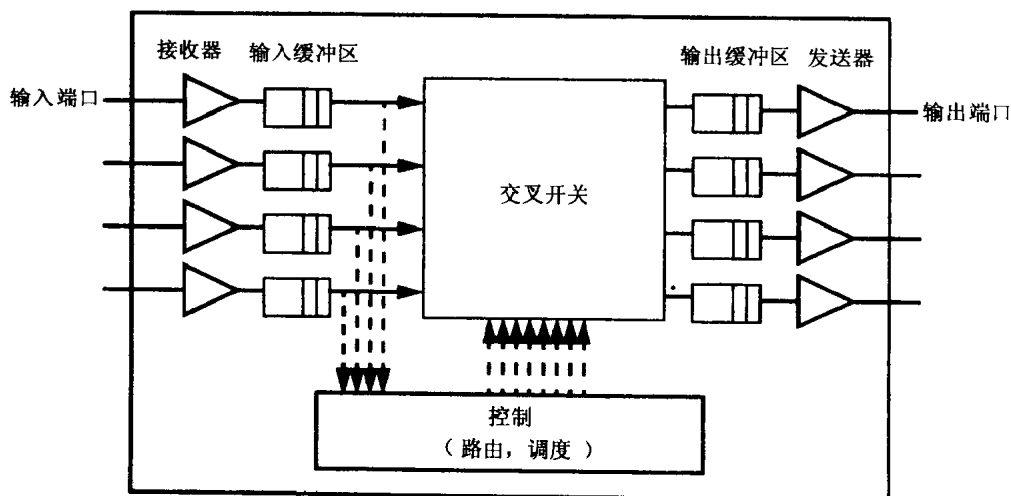 接收器
输入缓冲区
输出缓冲区
发送器
输入端口
输出端口
交叉开关
控制
(路由，调度)